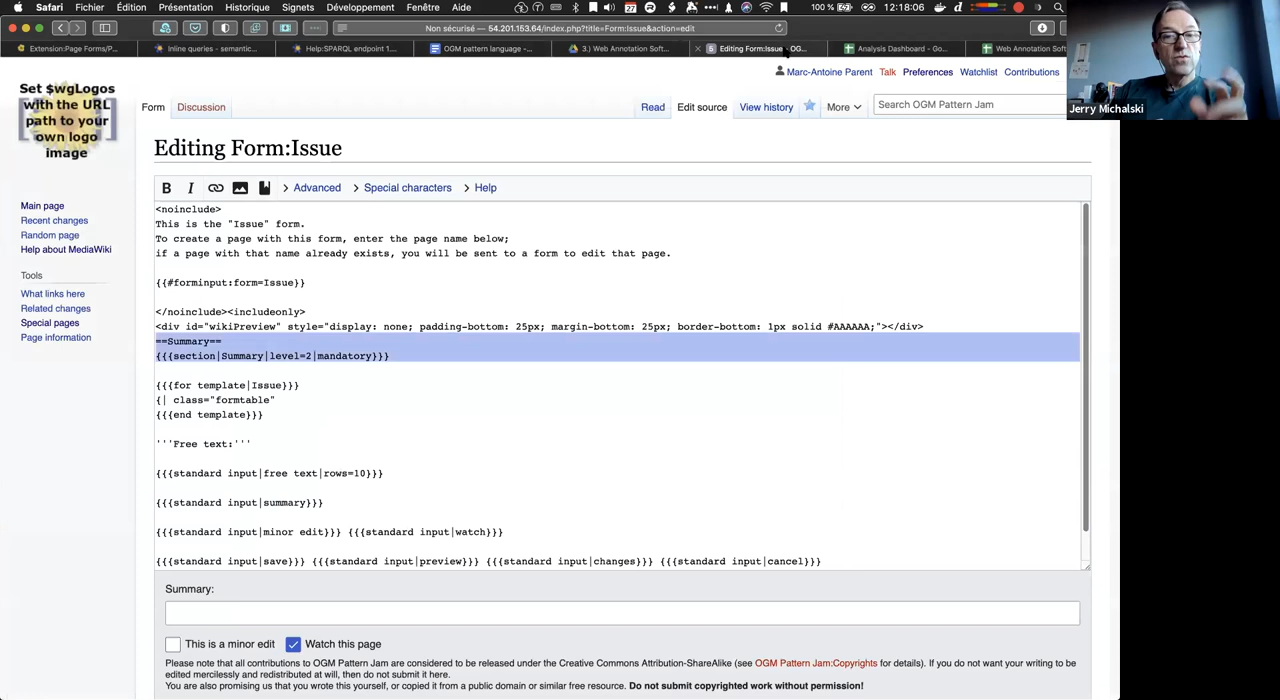 Safari Fichier Édition Présentation Historique Signets Développement Fenêtre Aide 27 100 % 12:18:06
Non sécurisé — 54.201.153.64/index.php?title=Form:Issue&action=edit
Extension:Page Forms/P... Inline queries - semantic... Help:SPARQL endpoint 1.... OGM pattern language -... 3.) Web Annotation Soft... Editing Form:Issue - OG... Analysis Dashboard - Go... Web Annotation Sof
Jerry Michalski
Marc-Antoine Parent Talk Preferences Watchlist Contributions
Set $wgLogos
with the URL
path to your
own logo
image
Form Discussion Read Edit source View history More Search OGM Pattern Jam
Editing Form:Issue
B I Advanced Special characters Help
Main page
Recent changes
Random page
Help about MediaWiki
Tools
What links here
Related changes
Special pages
Page information
<noinclude>
This is the "Issue" form.
To create a page with this form, enter the page name below;
if a page with that name already exists, you will be sent to a form to edit that page.
{{#forminput:form=Issue}}
</noinclude><includeonly>
<div id="wikiPreview" style="display: none; padding-bottom: 25px; margin-bottom: 25px; border-bottom: 1px solid #AAAAAA;"></div>
==Summary==
{{{section|Summary|level=2|mandatory}}}
{{{for template|Issue}}}
{| class="formtable"
{{{end template}}}
'''Free text:'''
{{{standard input|free text|rows=10}}}
{{{standard input|summary}}}
{{{standard input|minor edit}}} {{{standard input|watch}}}
{{{standard input|save}}} {{{standard input|preview}}} {{{standard input|changes}}} {{{standard input|cancel}}}
Summary:
This is a minor edit Watch this page
Please note that all contributions to OGM Pattern Jam are considered to be released under the Creative Commons Attribution-ShareAlike (see OGM Pattern Jam:Copyrights for details). If you do not want your writing to be
edited mercilessly and redistributed at will, then do not submit it here.
You are also promising us that you wrote this yourself, or copied it from a public domain or similar free resource. Do not submit copyrighted work without permission!